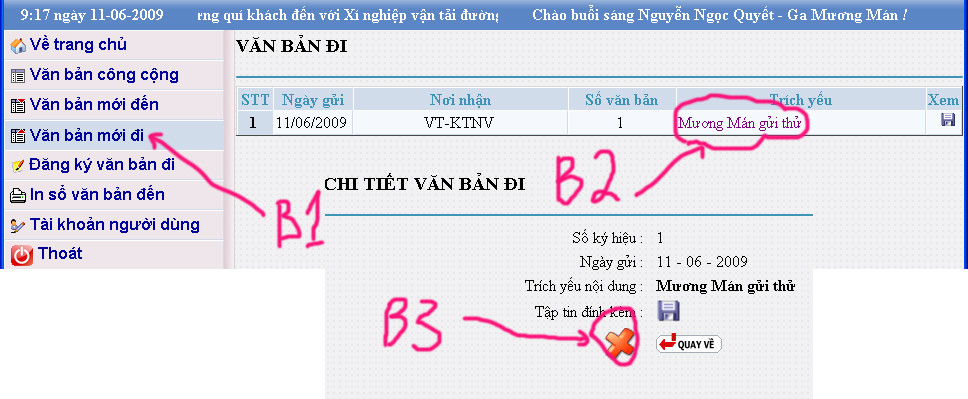 9:17 ngày 11-06-2009 ơng quí khách đến với Xí nghiệp vận tải đường Chào buổi sáng Nguyễn Ngọc Quyết - Ga Mương Mán !
Về trang chủ
Văn bản công cộng
Văn bản mới đến
Văn bản mới đi
Đăng ký văn bản đi
In sổ văn bản đến
Tài khoản người dùng
Thoát
VĂN BẢN ĐI
STT Ngày gửi Nơi nhận Số văn bản Trích yếu Xem
1 11/06/2009 VT-KTNV 1 Mương Mán gửi thử
B1
B2
CHI TIẾT VĂN BẢN ĐI
Số ký hiệu : 1
Ngày gửi : 11 - 06 - 2009
Trích yếu nội dung : Mương Mán gửi thử
Tập tin đính kèm :
B3
QUAY VỀ